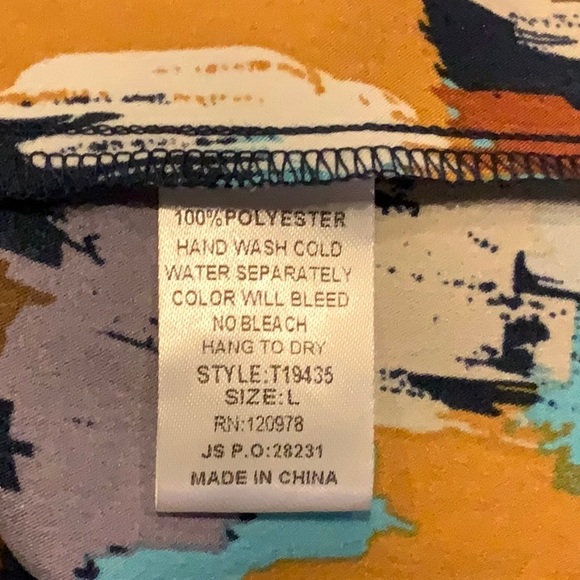 100%POLYESTER
HAND WASH COLD
WATER SEPARATELY
COLOR WILL BLEED
NO BLEACH
HANG TO DRY
STYLE:T19435
SIZE:L
RN:120978
JS P.O:28231
MADE IN CHINA